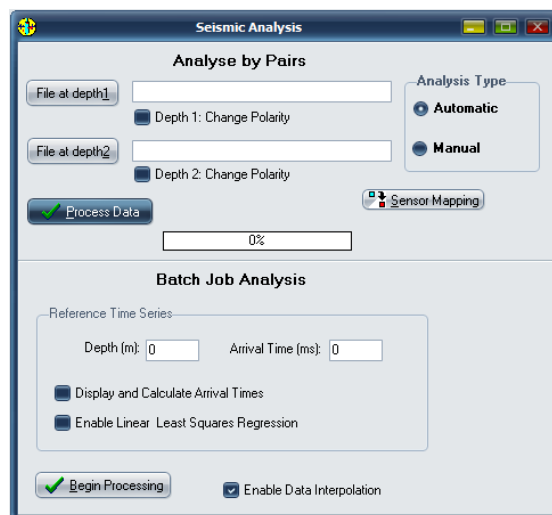 Seismic Analysis
Analyse by Pairs
File at depth1
Depth 1: Change Polarity
File at depth2
Depth 2: Change Polarity
Analysis Type
Automatic
Manual
Process Data
Sensor Mapping
0%
Batch Job Analysis
Reference Time Series
Depth (m): 0 Arrival Time (ms): 0
Display and Calculate Arrival Times
Enable Linear Least Squares Regression
Begin Processing
Enable Data Interpolation